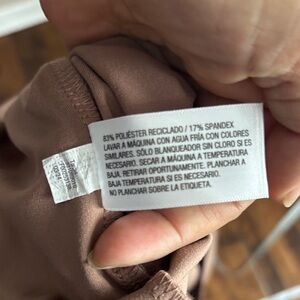 83% POLIÉSTER RECICLADO / 17% SPANDEX
LAVAR A MÁQUINA CON AGUA FRÍA CON COLORES
SIMILARES. SÓLO BLANQUEADOR SIN CLORO SI ES
NECESARIO. SECAR A MÁQUINA A TEMPERATURA
BAJA. RETIRAR OPORTUNAMENTE. PLANCHAR A
BAJA TEMPERATURA SI ES NECESARIO.
NO PLANCHAR SOBRE LA ETIQUETA.